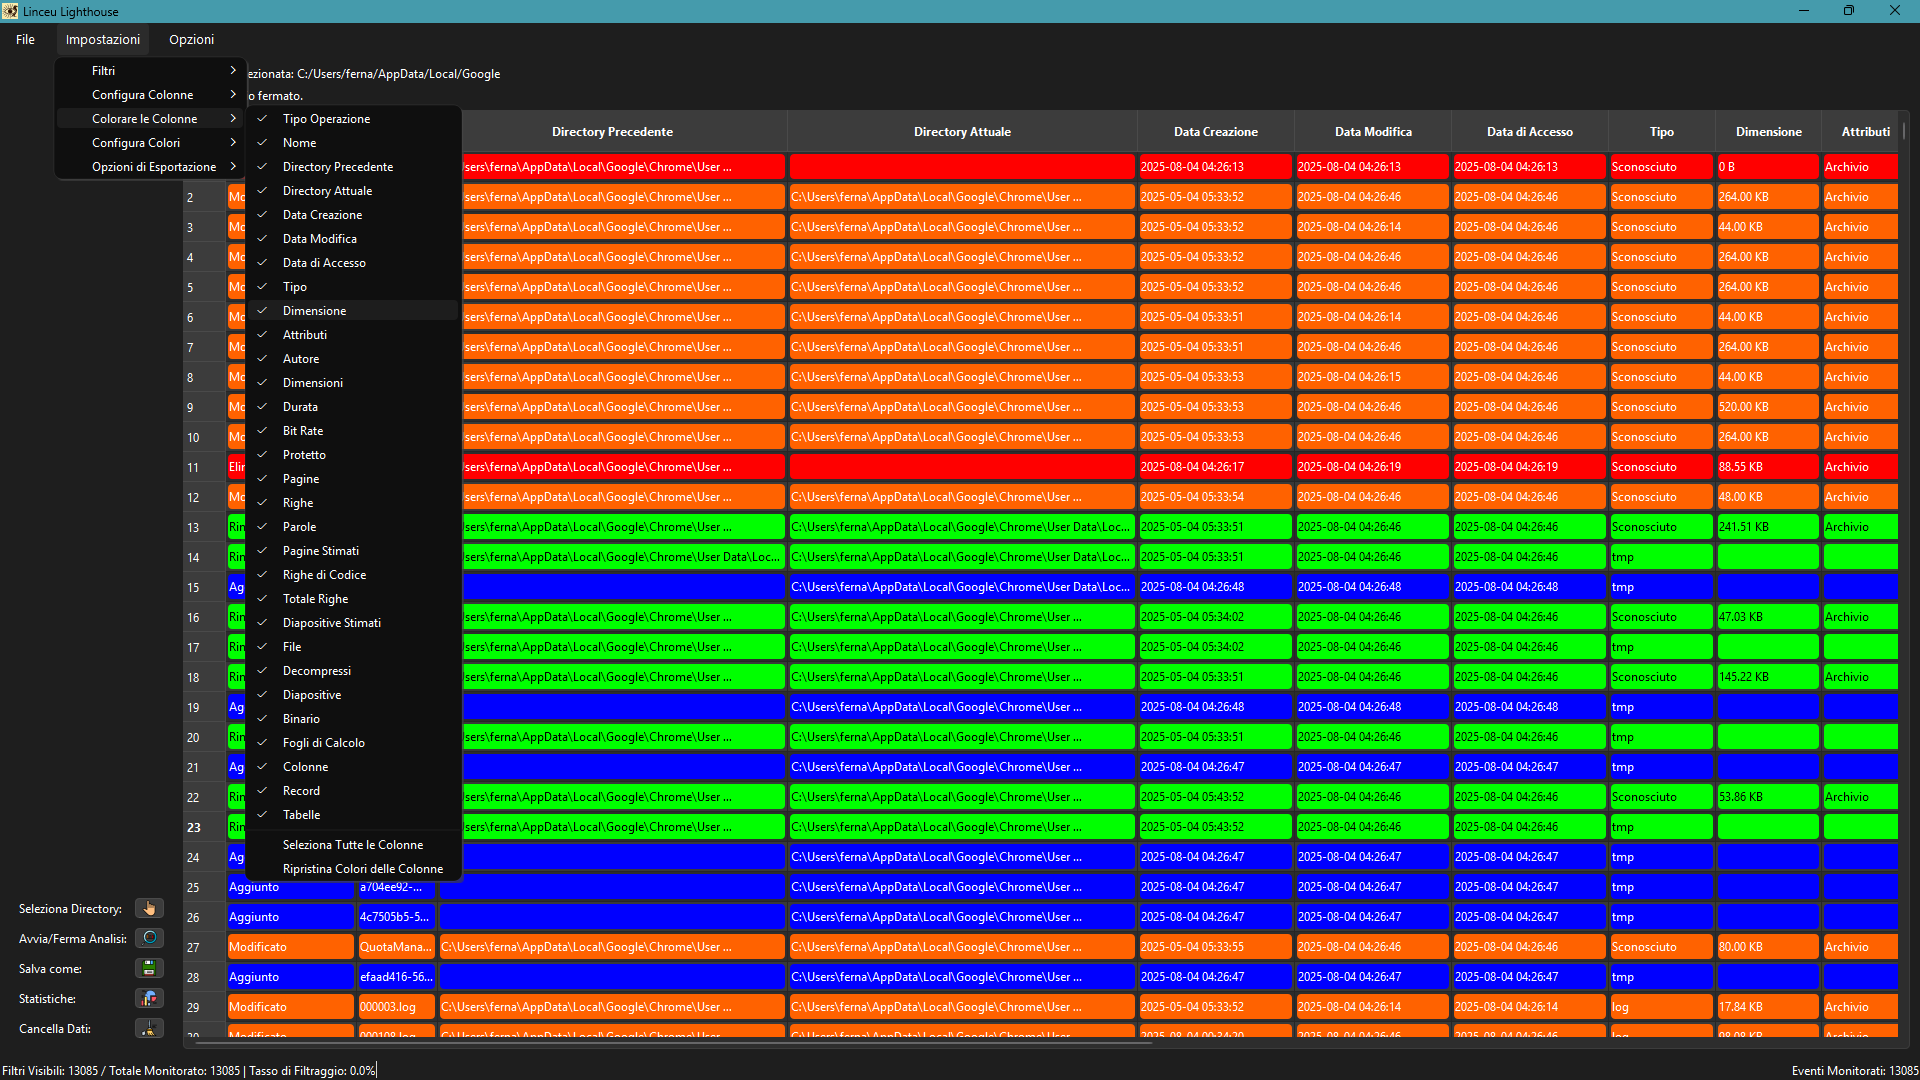 Linceu Lighthouse
File Impostazioni Opzioni
Filtri
Configura Colonne
Colorare le Colonne
Configura Colori
Opzioni di Esportazione
ezionata: C:/Users/ferna/AppData/Local/Google
o fermato.
Tipo Operazione
Nome
Directory Precedente
Directory Attuale
Data Creazione
Data Modifica
Data di Accesso
Tipo
Dimensione
Attributi
Autore
Dimensioni
Durata
Bit Rate
Protetto
Pagine
Righe
Parole
Pagine Stimati
Righe di Codice
Totale Righe
Diapositive Stimati
File
Decompressi
Diapositive
Binario
Fogli di Calcolo
Colonne
Record
Tabelle
Seleziona Tutte le Colonne
Ripristina Colori delle Colonne
Directory Precedente Directory Attuale Data Creazione Data Modifica Data di Accesso Tipo Dimensione Attributi
sers\ferna\AppData\Local\Google\Chrome\User ... 2025-08-04 04:26:13 2025-08-04 04:26:13 2025-08-04 04:26:13 Sconosciuto 0 B Archivio
2 Mo sers\ferna\AppData\Local\Google\Chrome\User ... C:\Users\ferna\AppData\Local\Google\Chrome\User ... 2025-05-04 05:33:52 2025-08-04 04:26:46 2025-08-04 04:26:46 Sconosciuto 264.00 KB Archivio
3 Mo sers\ferna\AppData\Local\Google\Chrome\User ... C:\Users\ferna\AppData\Local\Google\Chrome\User ... 2025-05-04 05:33:52 2025-08-04 04:26:14 2025-08-04 04:26:46 Sconosciuto 44.00 KB Archivio
4 Mo sers\ferna\AppData\Local\Google\Chrome\User ... C:\Users\ferna\AppData\Local\Google\Chrome\User ... 2025-05-04 05:33:52 2025-08-04 04:26:46 2025-08-04 04:26:46 Sconosciuto 264.00 KB Archivio
5 Mo sers\ferna\AppData\Local\Google\Chrome\User ... C:\Users\ferna\AppData\Local\Google\Chrome\User ... 2025-05-04 05:33:52 2025-08-04 04:26:46 2025-08-04 04:26:46 Sconosciuto 264.00 KB Archivio
6 Mo sers\ferna\AppData\Local\Google\Chrome\User ... C:\Users\ferna\AppData\Local\Google\Chrome\User ... 2025-05-04 05:33:51 2025-08-04 04:26:14 2025-08-04 04:26:46 Sconosciuto 44.00 KB Archivio
7 Mo sers\ferna\AppData\Local\Google\Chrome\User ... C:\Users\ferna\AppData\Local\Google\Chrome\User ... 2025-05-04 05:33:51 2025-08-04 04:26:46 2025-08-04 04:26:46 Sconosciuto 264.00 KB Archivio
8 Mo sers\ferna\AppData\Local\Google\Chrome\User ... C:\Users\ferna\AppData\Local\Google\Chrome\User ... 2025-05-04 05:33:53 2025-08-04 04:26:15 2025-08-04 04:26:46 Sconosciuto 44.00 KB Archivio
9 Mo sers\ferna\AppData\Local\Google\Chrome\User ... C:\Users\ferna\AppData\Local\Google\Chrome\User ... 2025-05-04 05:33:53 2025-08-04 04:26:46 2025-08-04 04:26:46 Sconosciuto 520.00 KB Archivio
10 Mo sers\ferna\AppData\Local\Google\Chrome\User ... C:\Users\ferna\AppData\Local\Google\Chrome\User ... 2025-05-04 05:33:53 2025-08-04 04:26:46 2025-08-04 04:26:46 Sconosciuto 264.00 KB Archivio
11 Elir sers\ferna\AppData\Local\Google\Chrome\User ... 2025-08-04 04:26:17 2025-08-04 04:26:19 2025-08-04 04:26:19 Sconosciuto 88.55 KB Archivio
12 Mo sers\ferna\AppData\Local\Google\Chrome\User ... C:\Users\ferna\AppData\Local\Google\Chrome\User ... 2025-05-04 05:33:54 2025-08-04 04:26:46 2025-08-04 04:26:46 Sconosciuto 48.00 KB Archivio
13 Rin sers\ferna\AppData\Local\Google\Chrome\User ... C:\Users\ferna\AppData\Local\Google\Chrome\User Data\Loc... 2025-05-04 05:33:51 2025-08-04 04:26:46 2025-08-04 04:26:46 Sconosciuto 241.51 KB Archivio
14 Rin sers\ferna\AppData\Local\Google\Chrome\User Data\Loc... C:\Users\ferna\AppData\Local\Google\Chrome\User Data\Loc... 2025-05-04 05:33:51 2025-08-04 04:26:46 2025-08-04 04:26:46 tmp
15 Ag C:\Users\ferna\AppData\Local\Google\Chrome\User Data\Loc... 2025-08-04 04:26:48 2025-08-04 04:26:48 2025-08-04 04:26:48 tmp
16 Rin sers\ferna\AppData\Local\Google\Chrome\User ... C:\Users\ferna\AppData\Local\Google\Chrome\User ... 2025-05-04 05:34:02 2025-08-04 04:26:46 2025-08-04 04:26:46 Sconosciuto 47.03 KB Archivio
17 Rin sers\ferna\AppData\Local\Google\Chrome\User ... C:\Users\ferna\AppData\Local\Google\Chrome\User ... 2025-05-04 05:34:02 2025-08-04 04:26:46 2025-08-04 04:26:46 tmp
18 Rin sers\ferna\AppData\Local\Google\Chrome\User ... C:\Users\ferna\AppData\Local\Google\Chrome\User ... 2025-05-04 05:33:51 2025-08-04 04:26:46 2025-08-04 04:26:46 Sconosciuto 145.22 KB Archivio
19 Ag C:\Users\ferna\AppData\Local\Google\Chrome\User ... 2025-08-04 04:26:48 2025-08-04 04:26:48 2025-08-04 04:26:48 tmp
20 Rin sers\ferna\AppData\Local\Google\Chrome\User ... C:\Users\ferna\AppData\Local\Google\Chrome\User ... 2025-05-04 05:33:51 2025-08-04 04:26:46 2025-08-04 04:26:46 tmp
21 Ag C:\Users\ferna\AppData\Local\Google\Chrome\User ... 2025-08-04 04:26:47 2025-08-04 04:26:47 2025-08-04 04:26:47 tmp
22 Rin sers\ferna\AppData\Local\Google\Chrome\User ... C:\Users\ferna\AppData\Local\Google\Chrome\User ... 2025-05-04 05:43:52 2025-08-04 04:26:46 2025-08-04 04:26:46 Sconosciuto 53.86 KB Archivio
23 Rin sers\ferna\AppData\Local\Google\Chrome\User ... C:\Users\ferna\AppData\Local\Google\Chrome\User ... 2025-05-04 05:43:52 2025-08-04 04:26:46 2025-08-04 04:26:46 tmp
24 Ag C:\Users\ferna\AppData\Local\Google\Chrome\User ... 2025-08-04 04:26:47 2025-08-04 04:26:47 2025-08-04 04:26:47 tmp
25 Aggiunto a704ee92-... C:\Users\ferna\AppData\Local\Google\Chrome\User ... 2025-08-04 04:26:47 2025-08-04 04:26:47 2025-08-04 04:26:47 tmp
26 Aggiunto 4c7505b5-5... C:\Users\ferna\AppData\Local\Google\Chrome\User ... 2025-08-04 04:26:47 2025-08-04 04:26:47 2025-08-04 04:26:47 tmp
27 Modificato QuotaMana... C:\Users\ferna\AppData\Local\Google\Chrome\User ... C:\Users\ferna\AppData\Local\Google\Chrome\User ... 2025-05-04 05:33:55 2025-08-04 04:26:46 2025-08-04 04:26:46 Sconosciuto 80.00 KB Archivio
28 Aggiunto efaad416-56... C:\Users\ferna\AppData\Local\Google\Chrome\User ... 2025-08-04 04:26:47 2025-08-04 04:26:47 2025-08-04 04:26:47 tmp
29 Modificato 000003.log C:\Users\ferna\AppData\Local\Google\Chrome\User ... C:\Users\ferna\AppData\Local\Google\Chrome\User ... 2025-05-04 05:33:52 2025-08-04 04:26:14 2025-08-04 04:26:14 log 17.84 KB Archivio
Seleziona Directory:
Avvia/Ferma Analisi:
Salva come:
Statistiche:
Cancella Dati:
Filtri Visibili: 13085 / Totale Monitorato: 13085 | Tasso di Filtraggio: 0.0% Eventi Monitorati: 13085